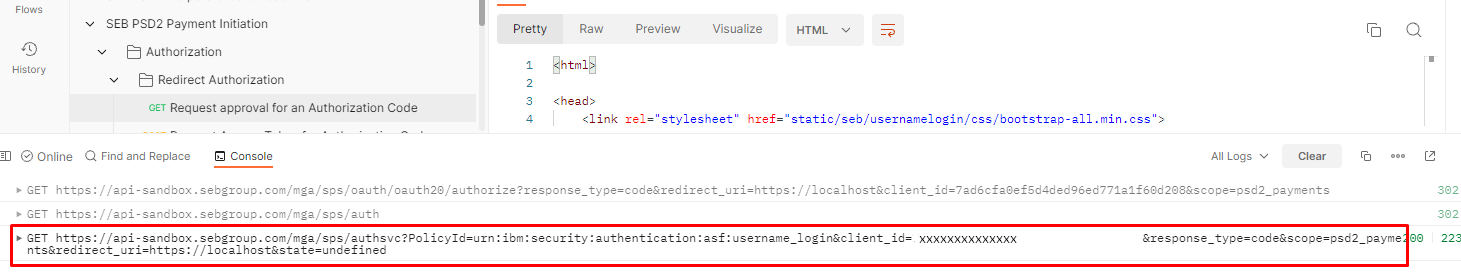 Flows
History
SEB PSD2 Payment Initiation
Authorization
Redirect Authorization
GET Request approval for an Authorization Code
Pretty Raw Preview Visualize HTML
1 <html>
2
3 <head>
4 <link rel="stylesheet" href="static/seb/usernamelogin/css/bootstrap-all.min.css">
Online Find and Replace Console All Logs Clear
GET https://api-sandbox.sebgroup.com/mga/sps/oauth/oauth20/authorize?response_type=code&redirect_uri=https://localhost&client_id=7ad6cfa0ef5d4ded96ed771a1f60d208&scope=psd2_payments 302
GET https://api-sandbox.sebgroup.com/mga/sps/auth 302
GET https://api-sandbox.sebgroup.com/mga/sps/authsvc?PolicyId=urn:ibm:security:authentication:asf:username_login&client_id= xxxxxxxxxxxxxx &response_type=code&scope=psd2_payme 200 223
nts&redirect_uri=https://localhost&state=undefined